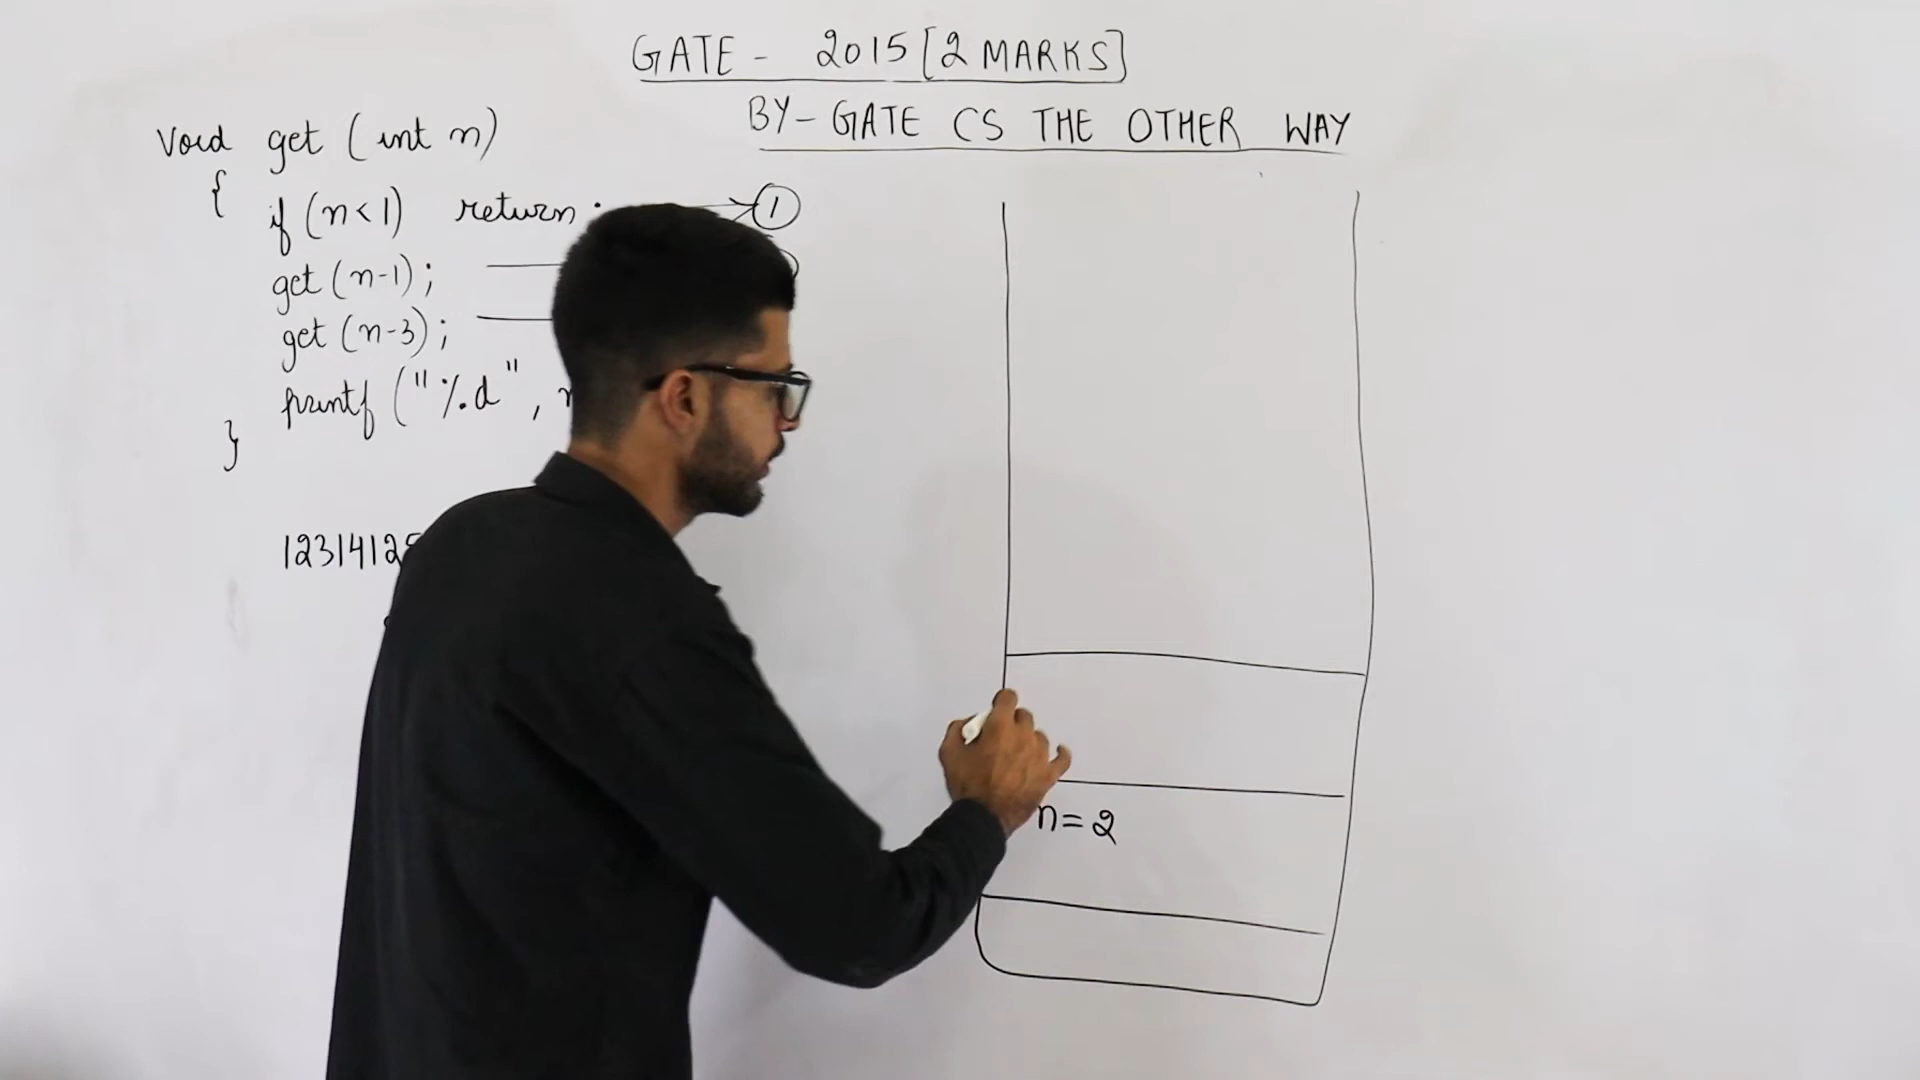 GATE - 2015 [2 MARKS]
BY - GATE CS THE OTHER WAY
Void get (int n)
{
if (n<1) return;
1
get (n-1);
get (n-3);
printf ("%d",
}
1231412
n=2